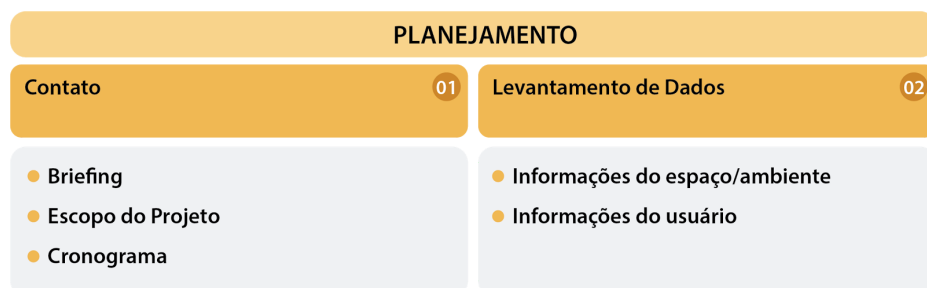 PLANEJAMENTO
Contato
01
Briefing
Escopo do Projeto
Cronograma
Levantamento de Dados
02
Informações do espaço/ambiente
Informações do usuário